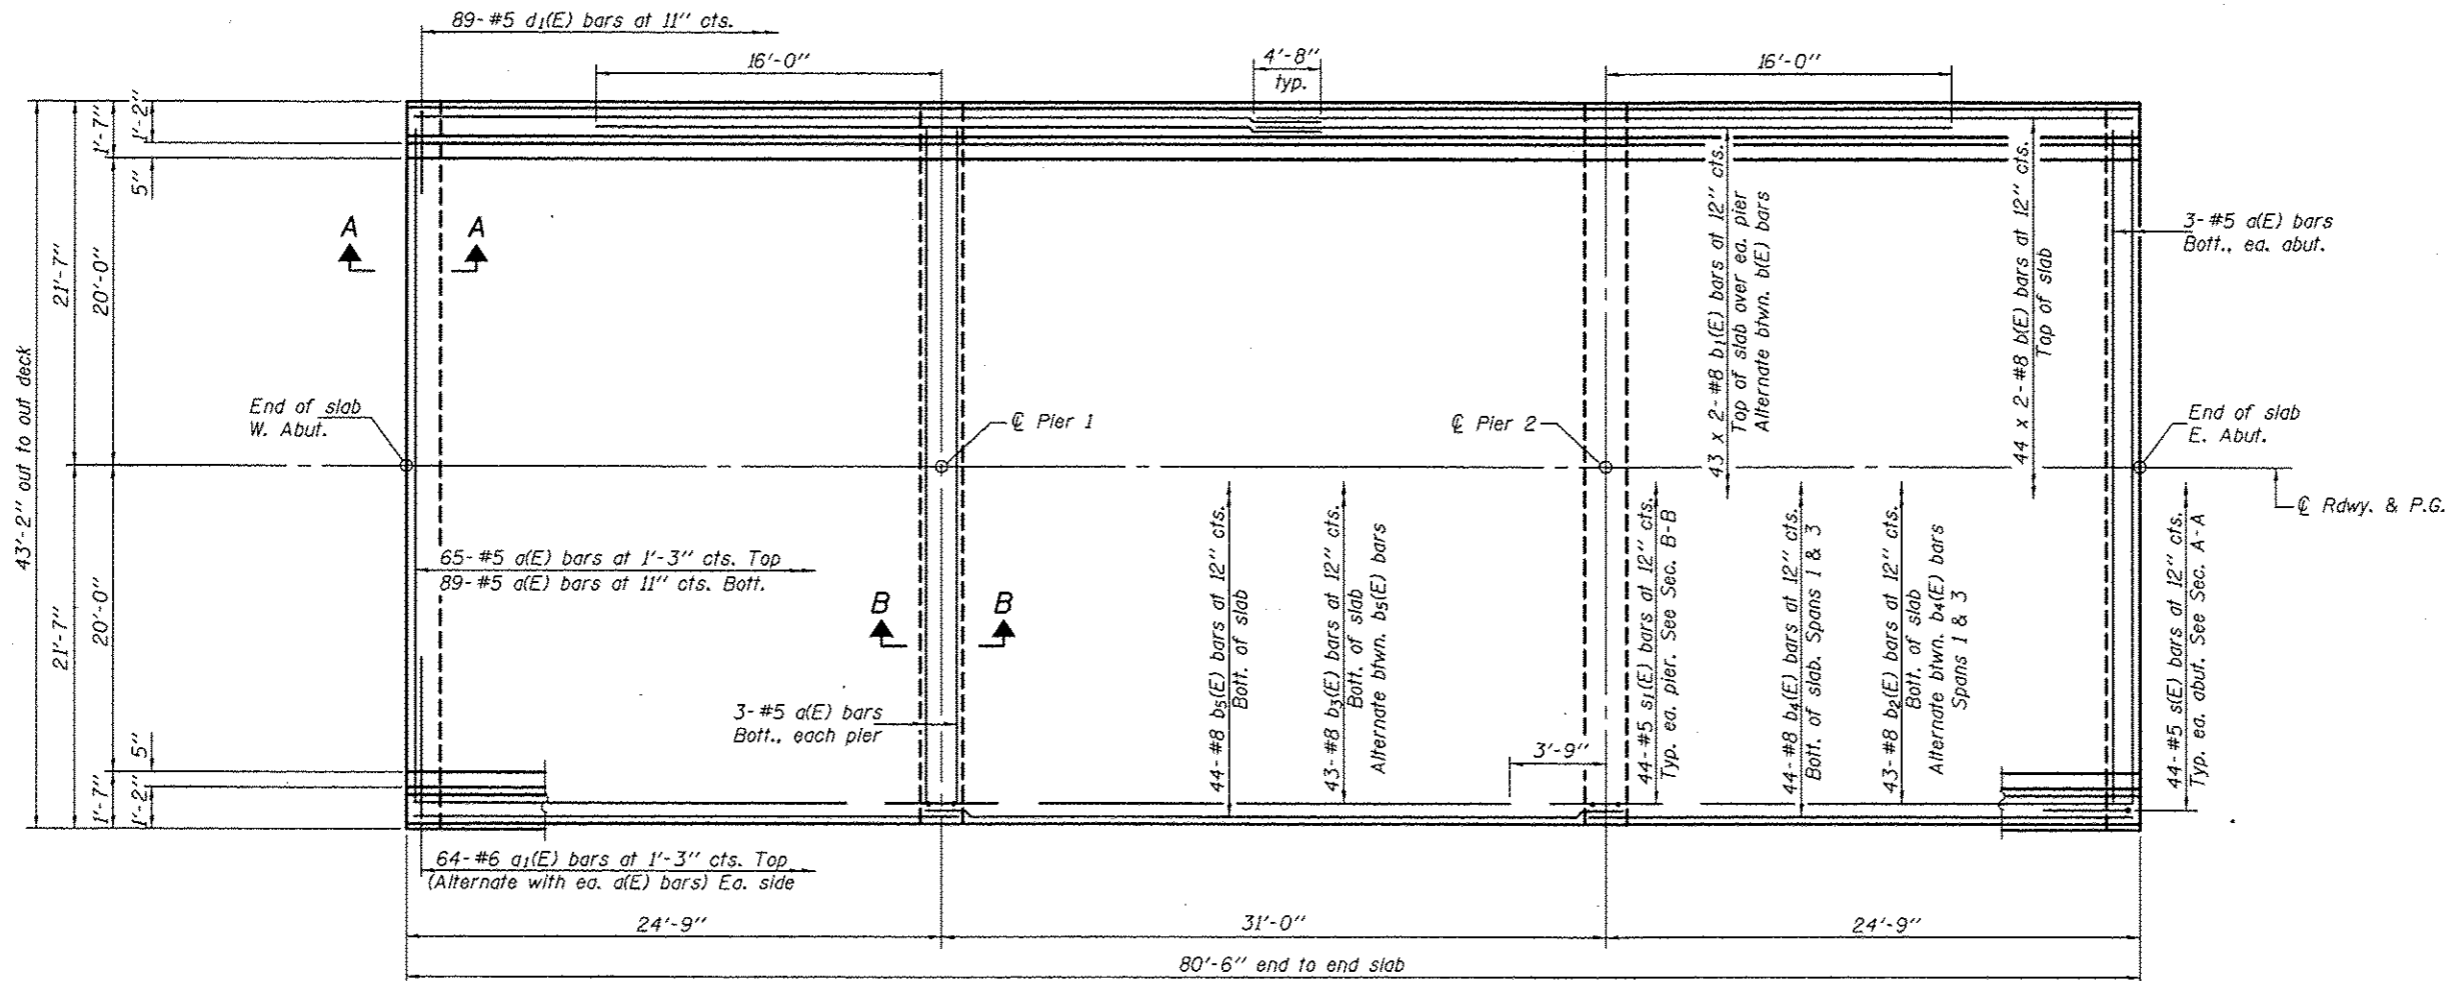 89-#5 d₁(E) bars at 11" cts.
16'-0"
4'-8"
typ.
16'-0"
1'-2"
1'-7"
5"
21'-7"
20'-0"
43'-2" out to out deck
A A
End of slab
W. Abut.
℄ Pier 1
℄ Pier 2
43 x 2-#8 b₁(E) bars at 12" cts.
Top of slab over ea. pier
Alternate btwn. b(E) bars
44 x 2-#8 b(E) bars at 12" cts.
Top of slab
3-#5 a(E) bars
Bott., ea. abut.
End of slab
E. Abut.
℄ Rdwy. & P.G.
65-#5 a(E) bars at 1'-3" cts. Top
89-#5 a(E) bars at 11" cts. Bott.
B B
21'-7"
20'-0"
3-#5 a(E) bars
Bott., each pier
44-#8 b₅(E) bars at 12" cts.
Bott. of slab
43-#8 b₃(E) bars at 12" cts.
Bott. of slab
Alternate btwn. b₅(E) bars
3'-9"
44-#5 s₁(E) bars at 12" cts.
Typ. ea. pier. See Sec. B-B
44-#8 b₄(E) bars at 12" cts.
Bott. of slab. Spans 1 & 3
43-#8 b₂(E) bars at 12" cts.
Bott. of slab
Alternate btwn. b₄(E) bars
Spans 1 & 3
44-#5 s(E) bars at 12" cts.
Typ. ea. abut. See Sec. A-A
5"
1'-7"
1'-2"
64-#6 a₁(E) bars at 1'-3" cts. Top
(Alternate with ea. a(E) bars) Ea. side
24'-9"
31'-0"
24'-9"
80'-6" end to end slab